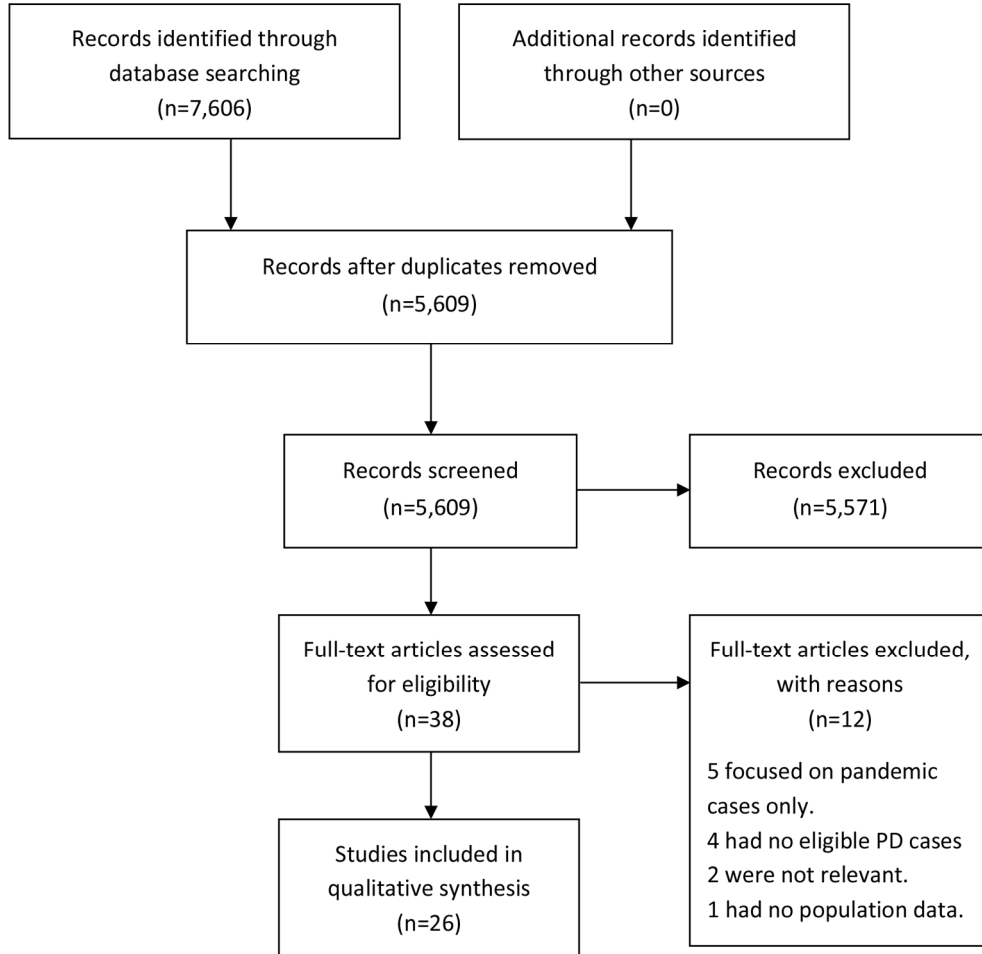 Records identified through
database searching
(n=7,606)
Additional records identified
through other sources
(n=0)
Records after duplicates removed
(n=5,609)
Records screened
(n=5,609)
Records excluded
(n=5,571)
Full-text articles assessed
for eligibility
(n=38)
Full-text articles excluded,
with reasons
(n=12)
5 focused on pandemic
cases only.
4 had no eligible PD cases
2 were not relevant.
1 had no population data.
Studies included in
qualitative synthesis
(n=26)